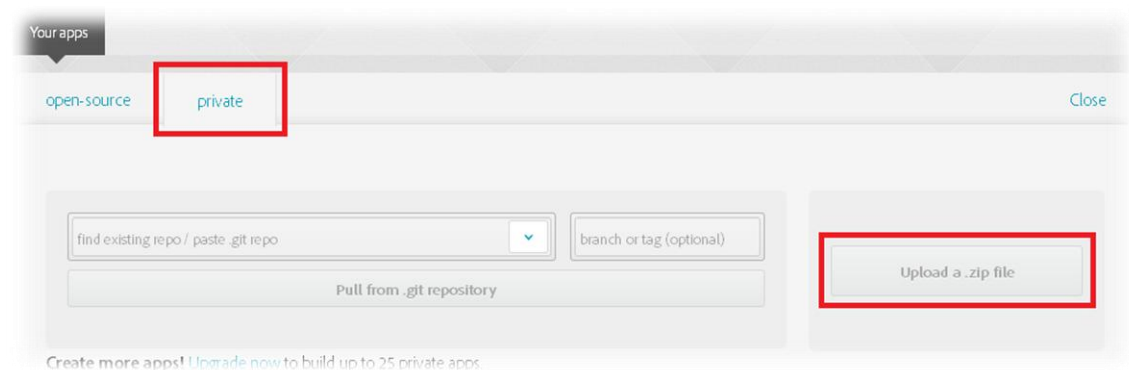 Your apps
open-source private Close
find existing repo / paste .git repo branch or tag (optional)
Upload a .zip file
Pull from .git repository
Create more apps! Upgrade now to build up to 25 private apps.